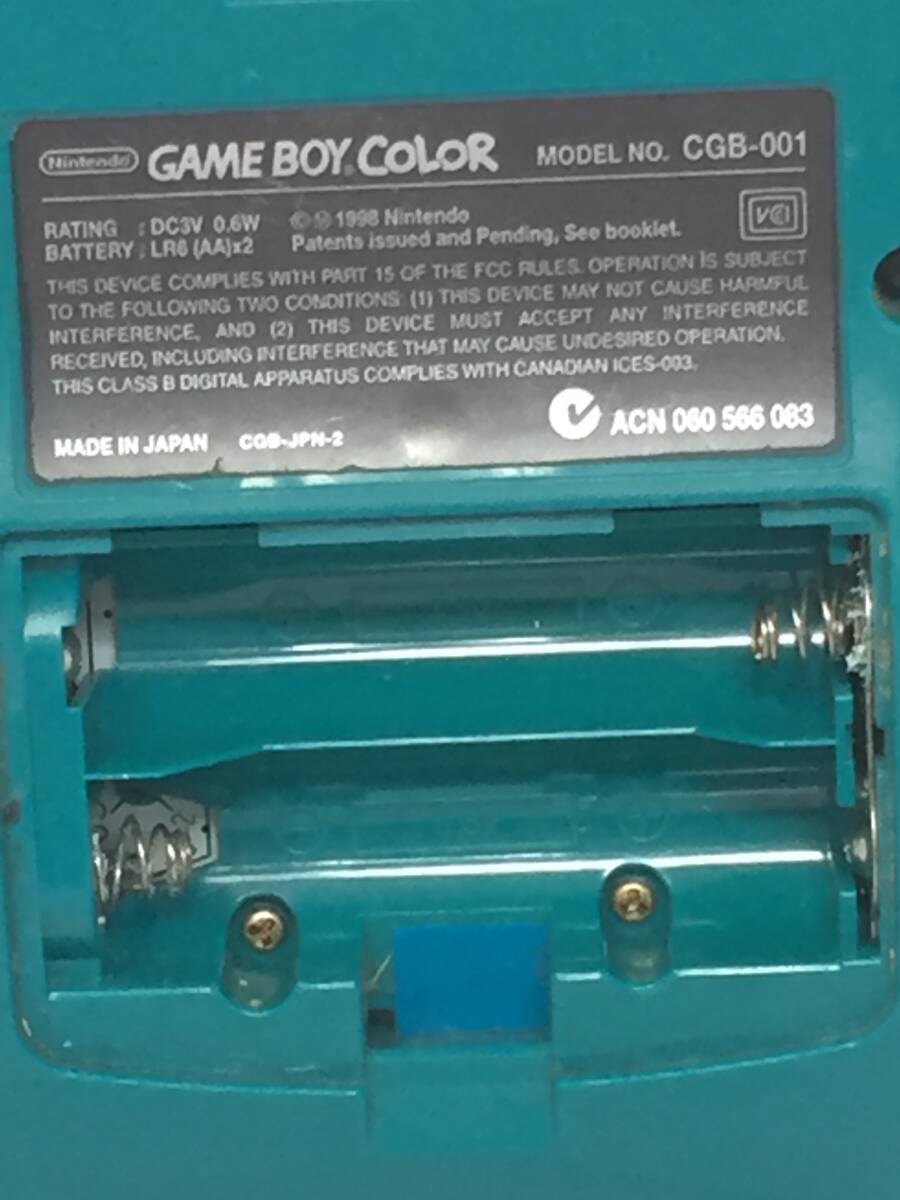 Nintendo GAME BOY COLOR MODEL NO. CGB-001
RATING : DC3V 0.6W © Ⓟ 1998 Nintendo
BATTERY : LR6 (AA)x2 Patents issued and Pending, See booklet.
VCI
THIS DEVICE COMPLIES WITH PART 15 OF THE FCC RULES. OPERATION IS SUBJECT
TO THE FOLLOWING TWO CONDITIONS: (1) THIS DEVICE MAY NOT CAUSE HARMFUL
INTERFERENCE, AND (2) THIS DEVICE MUST ACCEPT ANY INTERFERENCE
RECEIVED, INCLUDING INTERFERENCE THAT MAY CAUSE UNDESIRED OPERATION.
THIS CLASS B DIGITAL APPARATUS COMPLIES WITH CANADIAN ICES-003.
ACN 060 566 083
MADE IN JAPAN CGB-JPN-2